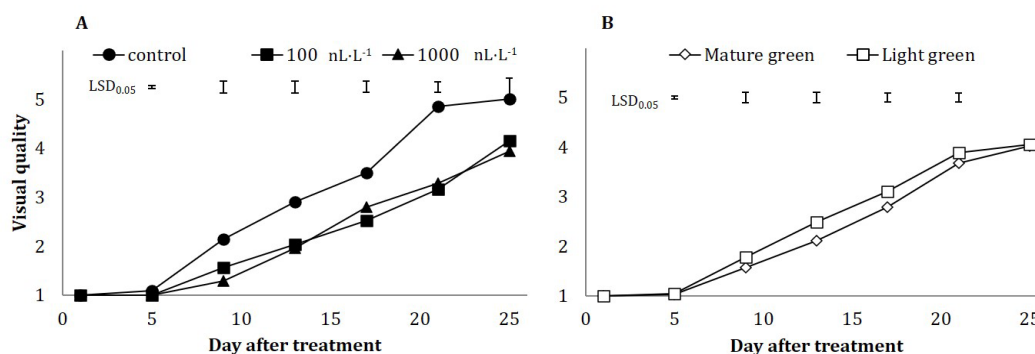 A
control 100 nL·L-1 1000 nL·L-1
LSD0.05
5
4
3
2
1
Visual quality
0 5 10 15 20 25
Day after treatment
B
Mature green Light green
LSD0.05
5
4
3
2
1
0 5 10 15 20 25
Day after treatment